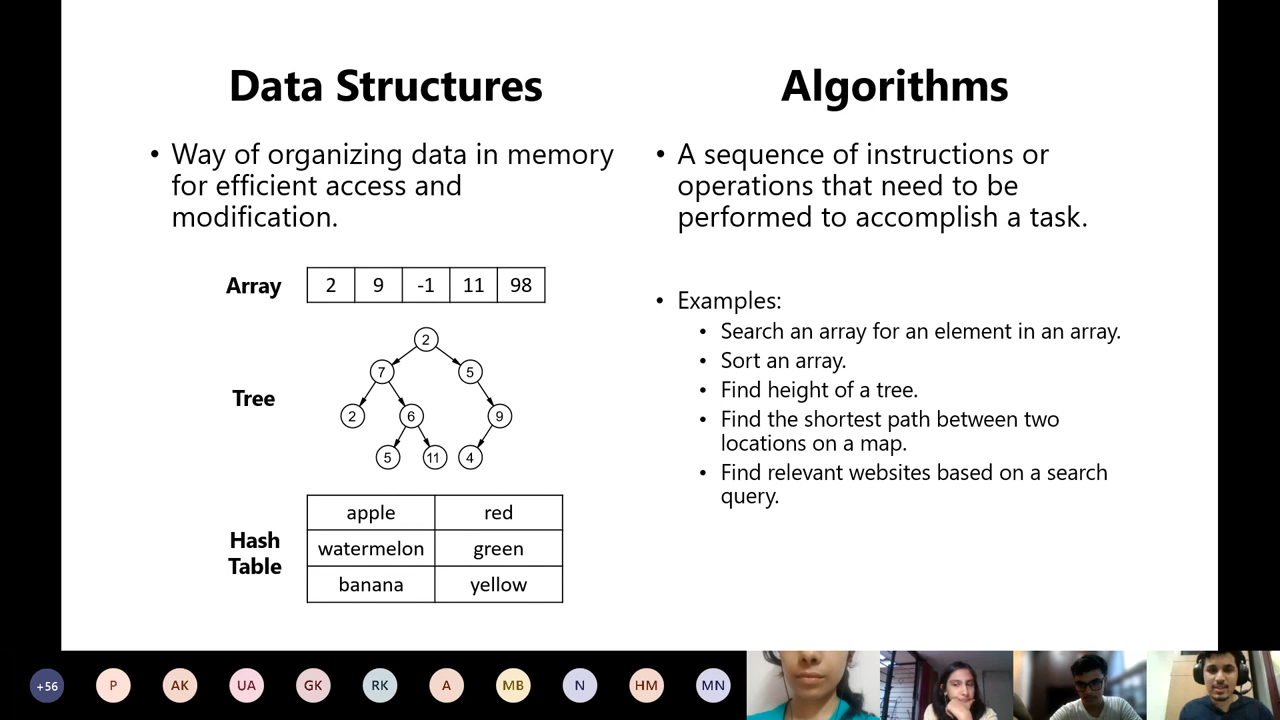 Data Structures
• Way of organizing data in memory
for efficient access and
modification.
Array
2 9 -1 11 98
Tree
2
7 5
2 6 9
5 11 4
Hash
Table
apple red
watermelon green
banana yellow
Algorithms
• A sequence of instructions or
operations that need to be
performed to accomplish a task.
• Examples:
• Search an array for an element in an array.
• Sort an array.
• Find height of a tree.
• Find the shortest path between two
locations on a map.
• Find relevant websites based on a search
query.
+56 P AK UA GK RK A MB N HM MN